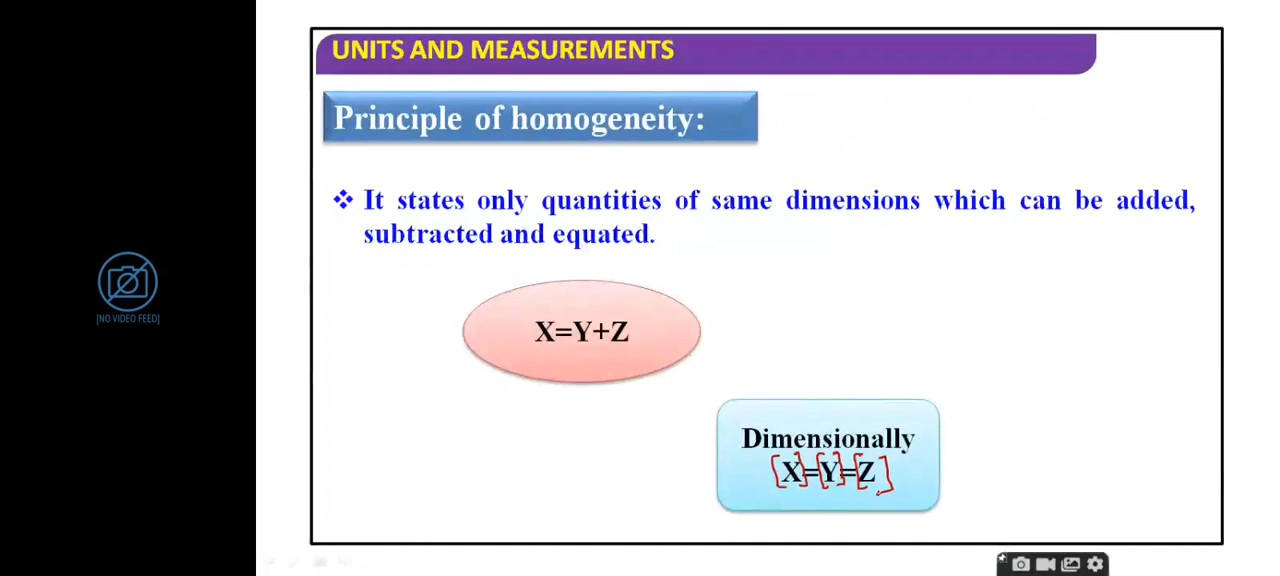 UNITS AND MEASUREMENTS
Principle of homogeneity:
❖ It states only quantities of same dimensions which can be added,
subtracted and equated.
X=Y+Z
[NO VIDEO FEED]
Dimensionally
[X]=[Y]=[Z]